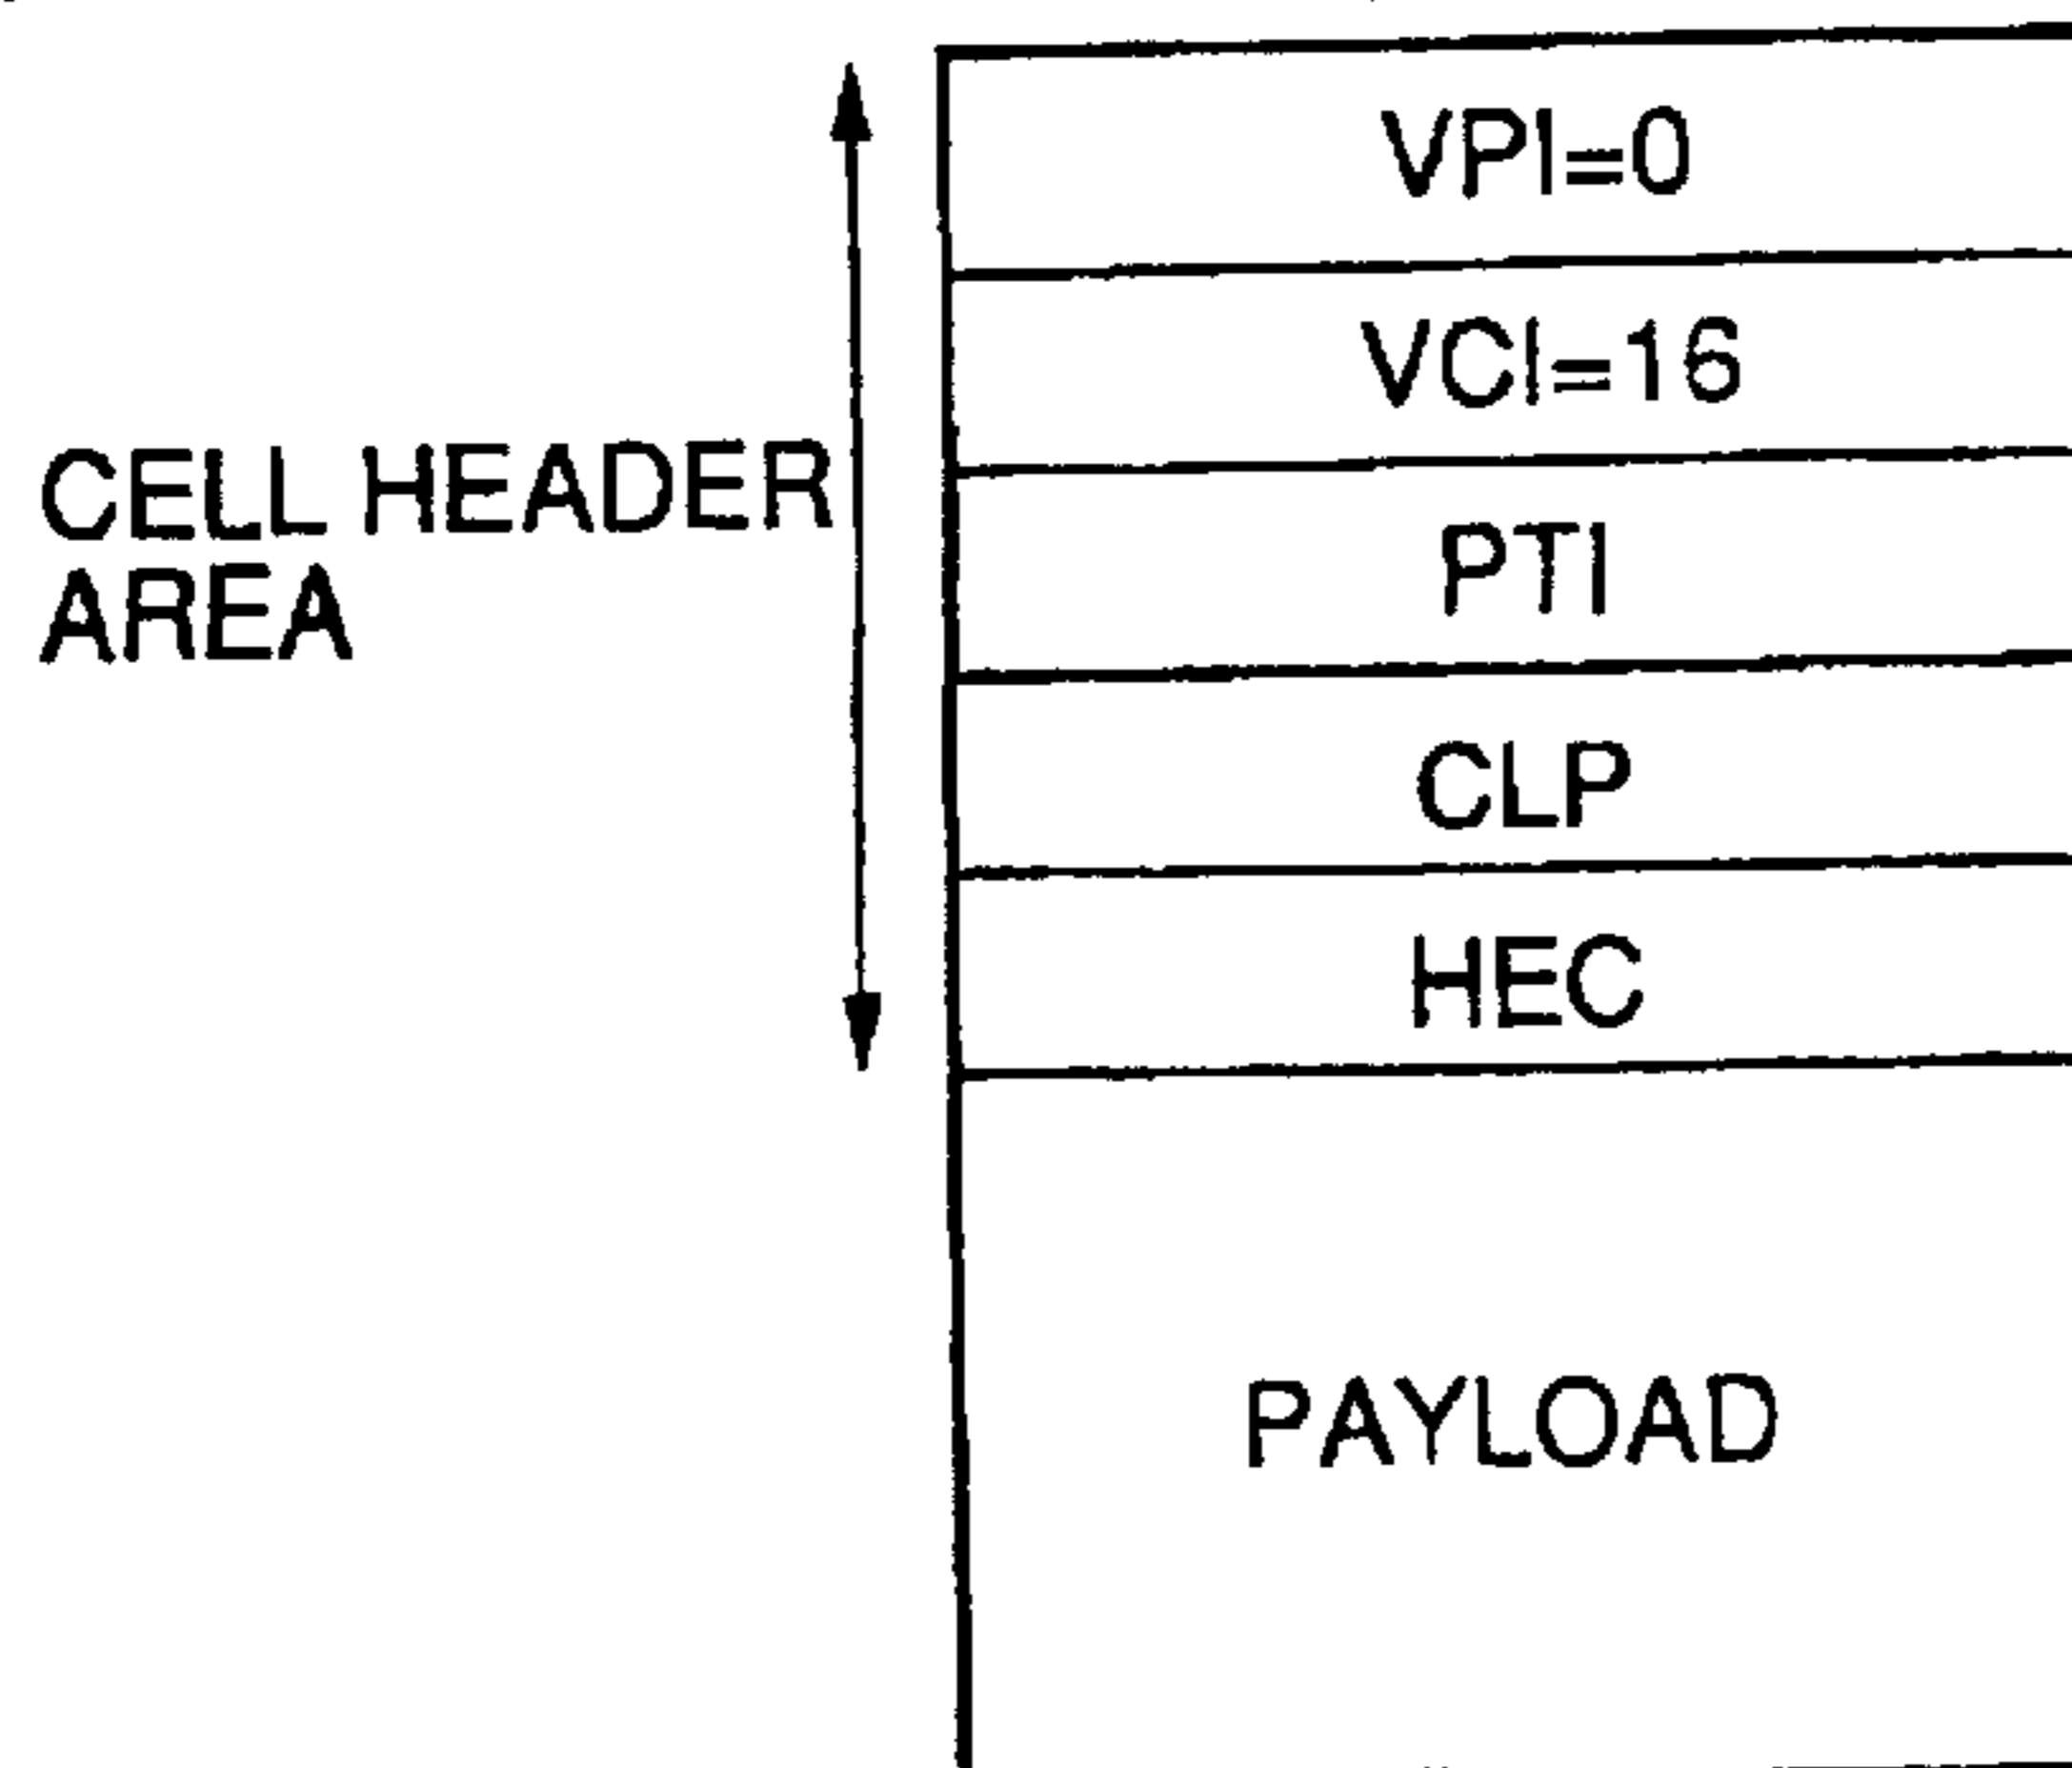 VPI=0
VCI=16
CELL HEADER
AREA
PTI
CLP
HEC
PAYLOAD